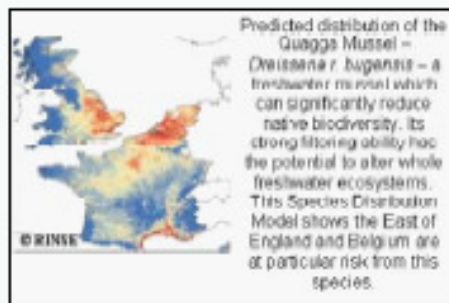 Predicted distribution of the
Quagga Mussel –
Dreissena r. bugensis – a
freshwater mussel which
can significantly reduce
native biodiversity. Its
strong filtering ability has
the potential to alter whole
freshwater ecosystems.
This Species Distribution
Model shows the East of
England and Belgium are
at particular risk from this
species.
© RINSE